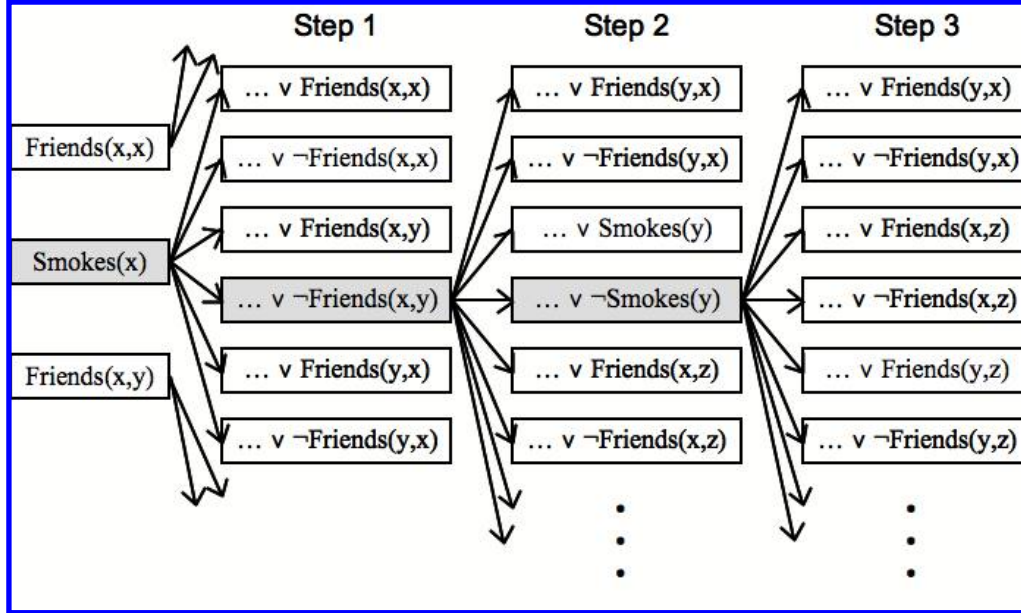 Step 1
Step 2
Step 3
Friends(x,x)
Smokes(x)
Friends(x,y)
... v Friends(x,x)
... v ¬Friends(x,x)
... v Friends(x,y)
... v ¬Friends(x,y)
... v Friends(y,x)
... v ¬Friends(y,x)
... v Friends(y,x)
... v ¬Friends(y,x)
... v Smokes(y)
... v ¬Smokes(y)
... v Friends(x,z)
... v ¬Friends(x,z)
... v Friends(y,x)
... v ¬Friends(y,x)
... v Friends(x,z)
... v ¬Friends(x,z)
... v Friends(y,z)
... v ¬Friends(y,z)